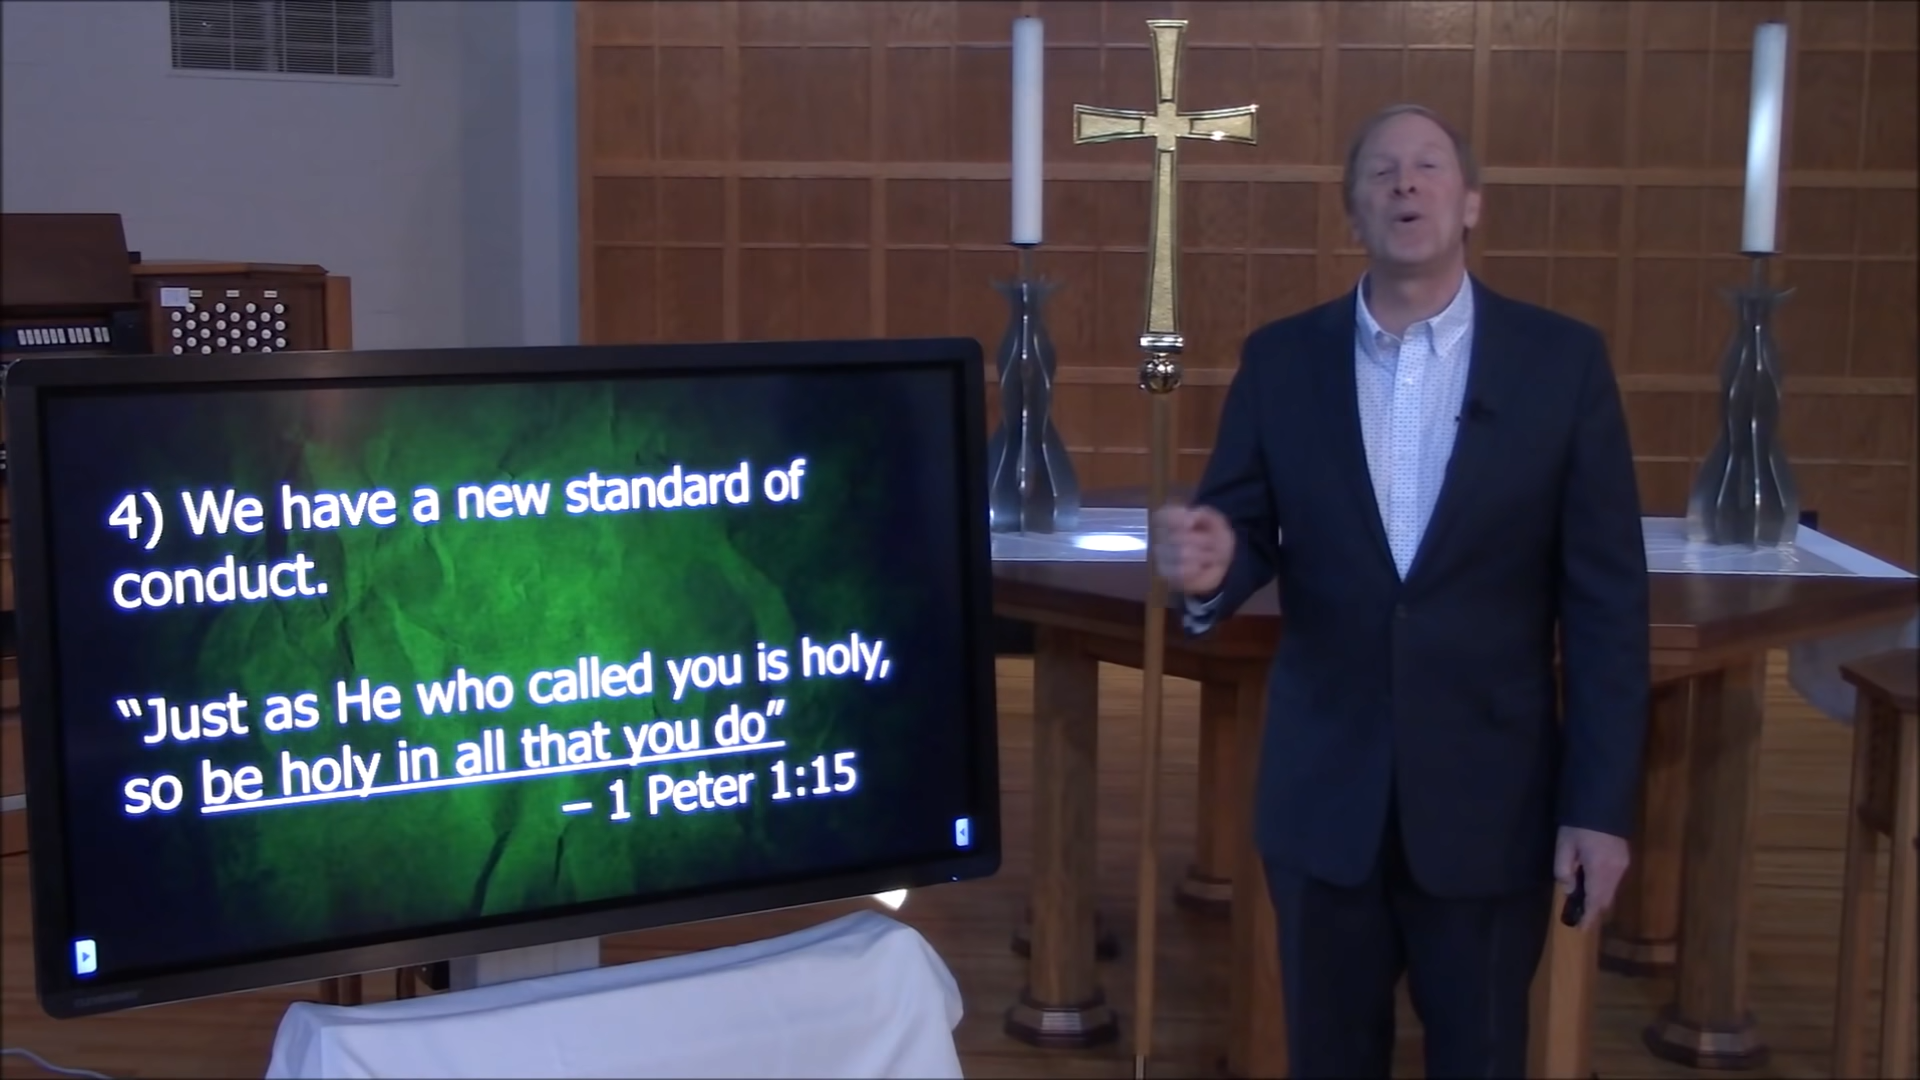 4) We have a new standard of
conduct.
“Just as He who called you is holy,
so be holy in all that you do”
– 1 Peter 1:15